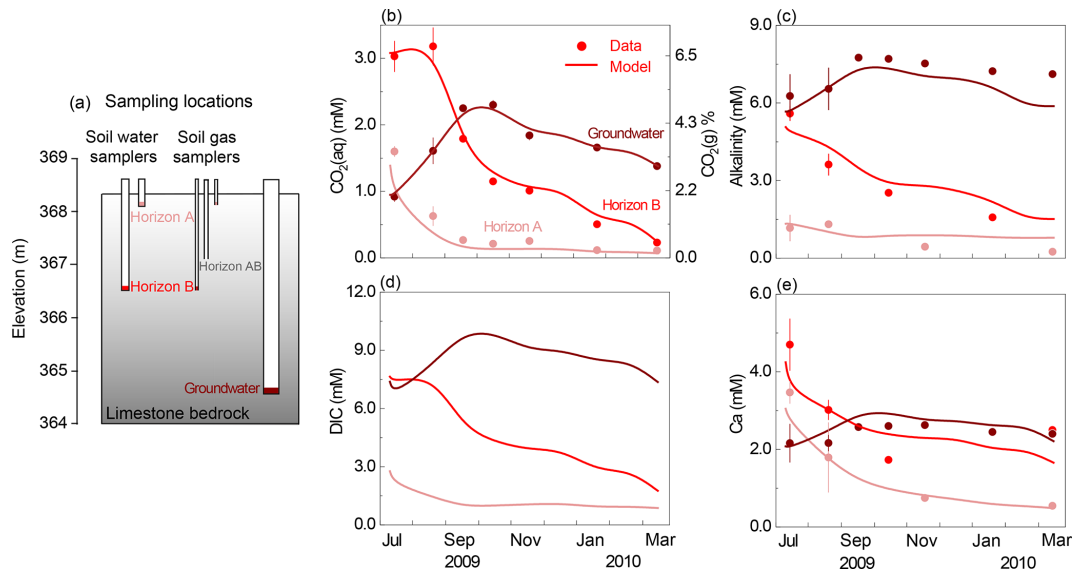 (a)
Sampling locations
Soil water
samplers
Soil gas
samplers
369
368
367
366
365
364
Elevation (m)
Horizon A
Horizon AB
Horizon B
Groundwater
Limestone bedrock
(b)
3.0
2.0
1.0
0.0
CO2(aq) (mM)
Data
Model
Groundwater
Horizon B
Horizon A
6.5
4.3
2.2
0.0
CO2(g) %
(c)
9.0
6.0
3.0
0.0
Alkalinity (mM)
(d)
12.0
9.0
6.0
3.0
0.0
DIC (mM)
Jul
Sep
Nov
Jan
Mar
2009
2010
(e)
6.0
4.0
2.0
0.0
Ca (mM)
Jul
Sep
Nov
Jan
Mar
2009
2010